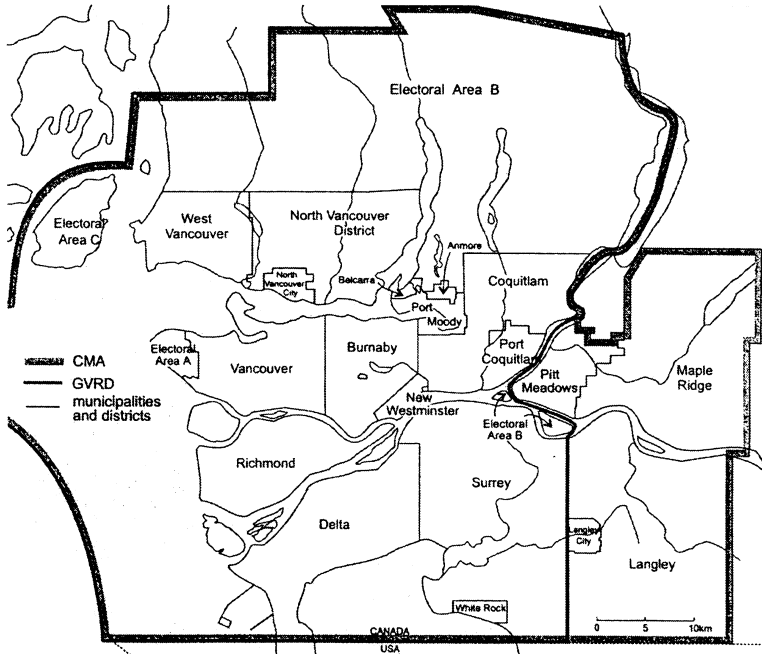 Electoral Area B
Electoral
Area C
West
Vancouver
North Vancouver
District
Anmore
North
Vancouver
City
Belcarra
Coquitlam
Port
Moody
Electoral
Area A
Vancouver
Burnaby
Port
Coquitlam
Pitt
Meadows
Maple
Ridge
CMA
GVRD
municipalities
and districts
New
Westminster
Electoral
Area B
Richmond
Surrey
Delta
Langley
City
Langley
White Rock
0 5 10km
CANADA
USA